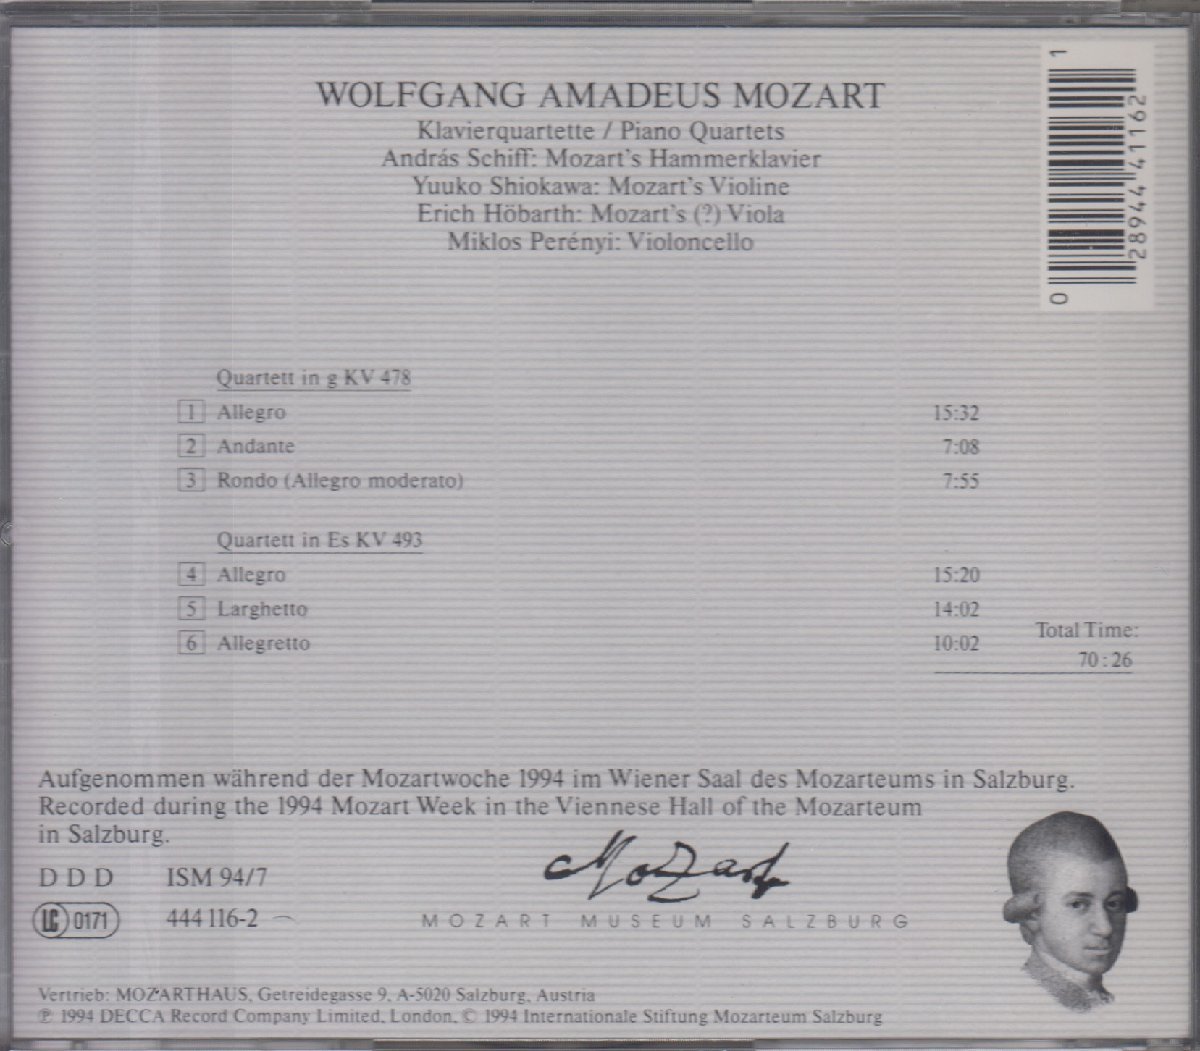 WOLFGANG AMADEUS MOZART
Klavierquartette / Piano Quartets
András Schiff: Mozart's Hammerklavier
Yuuko Shiokawa: Mozart's Violine
Erich Höbarth: Mozart's (?) Viola
Miklos Perényi: Violoncello
0 28944 41162 1
Quartett in g KV 478
1 Allegro 15:32
2 Andante 7:08
3 Rondo (Allegro moderato) 7:55
Quartett in Es KV 493
4 Allegro 15:20
5 Larghetto 14:02
6 Allegretto 10:02
Total Time:
70:26
Aufgenommen während der Mozartwoche 1994 im Wiener Saal des Mozarteums in Salzburg.
Recorded during the 1994 Mozart Week in the Viennese Hall of the Mozarteum
in Salzburg.
Mozart
D D D ISM 94/7
LC 0171 444 116-2
MOZART MUSEUM SALZBURG
Vertrieb: MOZARTHAUS, Getreidegasse 9, A-5020 Salzburg, Austria
℗ 1994 DECCA Record Company Limited, London, © 1994 Internationale Stiftung Mozarteum Salzburg